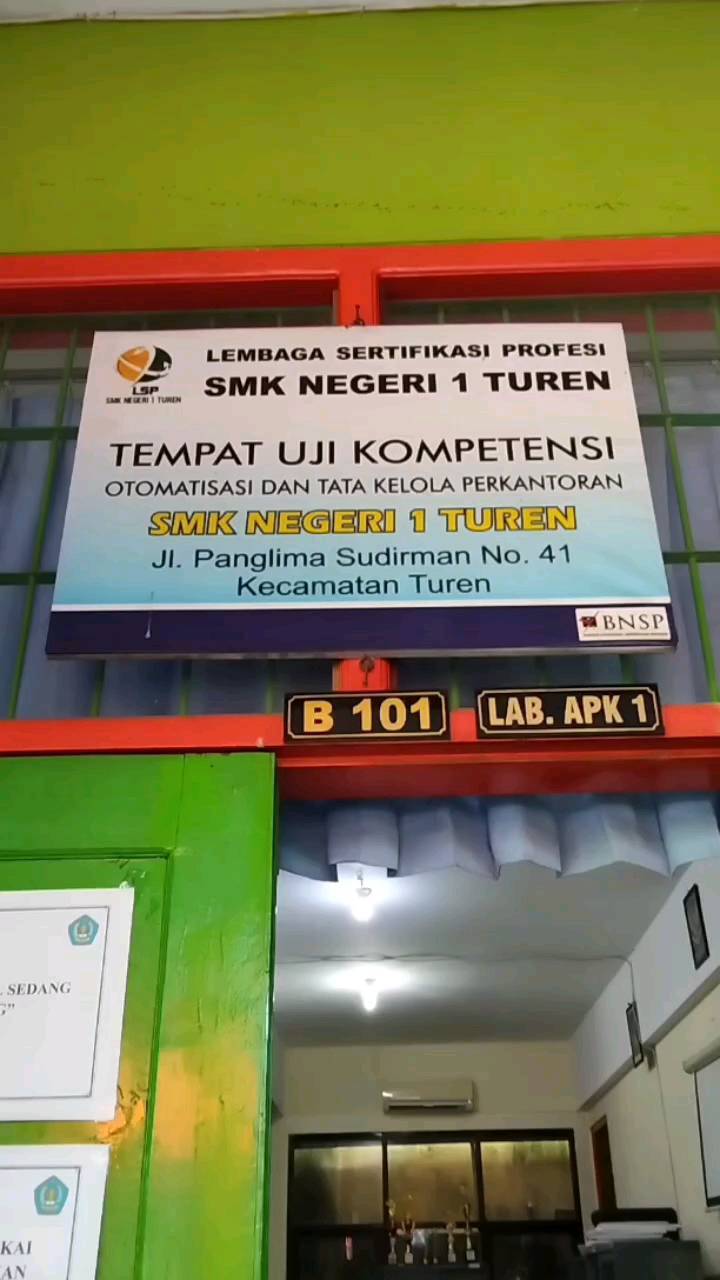 LEMBAGA SERTIFIKASI PROFESI
SMK NEGERI 1 TUREN
LSP
SMK NEGERI 1 TUREN
TEMPAT UJI KOMPETENSI
OTOMATISASI DAN TATA KELOLA PERKANTORAN
SMK NEGERI 1 TUREN
Jl. Panglima Sudirman No. 41
Kecamatan Turen
BNSP
B 101
LAB. APK 1
SEDANG
KAI